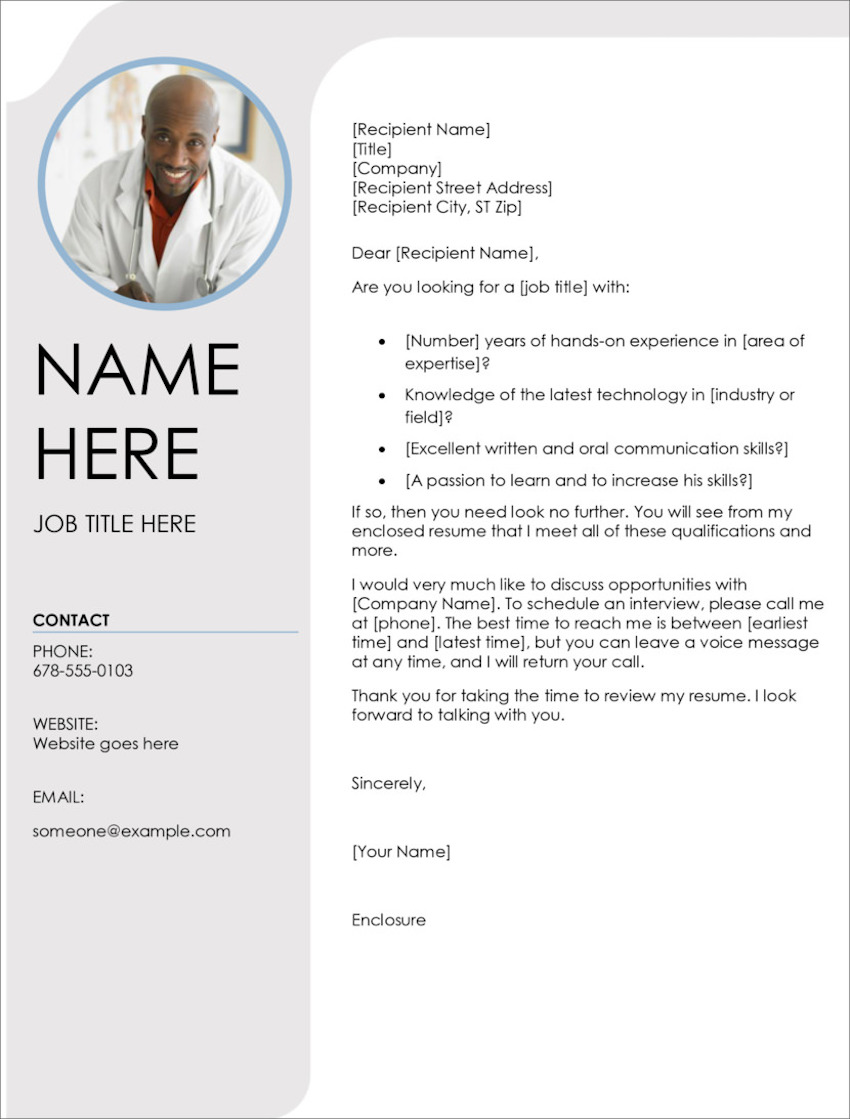 NAME
HERE
JOB TITLE HERE
CONTACT
PHONE:
678-555-0103
WEBSITE:
Website goes here
EMAIL:
someone@example.com
[Recipient Name]
[Title]
[Company]
[Recipient Street Address]
[Recipient City, ST Zip]
Dear [Recipient Name],
Are you looking for a [job title] with:
• [Number] years of hands-on experience in [area of
expertise]?
• Knowledge of the latest technology in [industry or
field]?
• [Excellent written and oral communication skills?]
• [A passion to learn and to increase his skills?]
If so, then you need look no further. You will see from my
enclosed resume that I meet all of these qualifications and
more.
I would very much like to discuss opportunities with
[Company Name]. To schedule an interview, please call me
at [phone]. The best time to reach me is between [earliest
time] and [latest time], but you can leave a voice message
at any time, and I will return your call.
Thank you for taking the time to review my resume. I look
forward to talking with you.
Sincerely,
[Your Name]
Enclosure